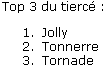 Top 3 du tiercé :
1. Jolly
2. Tonnerre
3. Tornade